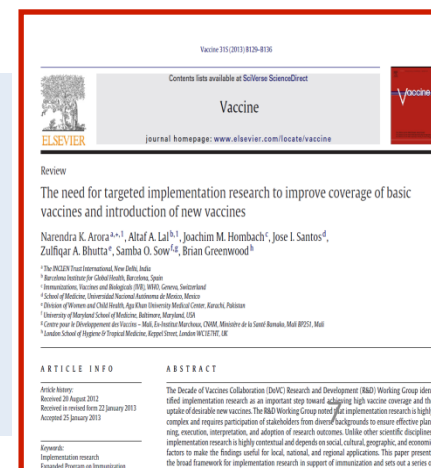 Vaccine 31S (2013) B129–B136
Contents lists available at SciVerse ScienceDirect
Vaccine
ELSEVIER
journal homepage: www.elsevier.com/locate/vaccine
Vaccine
Review
The need for targeted implementation research to improve coverage of basic
vaccines and introduction of new vaccines
Narendra K. Arora a,*,1, Altaf A. Lal b,1, Joachim M. Hombach c, Jose I. Santos d,
Zulfiqar A. Bhutta e, Samba O. Sow f,g, Brian Greenwood h
a The INCLEN Trust International, New Delhi, India
b Barcelona Institute for Global Health, Barcelona, Spain
c Immunizations, Vaccines and Biologicals (IVB), WHO, Geneva, Switzerland
d School of Medicine, Universidad Nacional Autónoma de Mexico, Mexico
e Division of Women and Child Health, Aga Khan University Medical Center, Karachi, Pakistan
f University of Maryland School of Medicine, Baltimore, Maryland, USA
g Centre pour le Développement des Vaccins – Mali, Ex-Institut Marchoux, CNAM, Ministère de la Santé Bamako, Mali BP251, Mali
h London School of Hygiene & Tropical Medicine, Keppel Street, London WC1E7HT, UK
ARTICLE INFO
Article history:
Received 20 August 2012
Received in revised form 22 January 2013
Accepted 25 January 2013
Keywords:
Implementation research
Expanded Program on Immunization
ABSTRACT
The Decade of Vaccines Collaboration (DoVC) Research and Development (R&D) Working Group iden
tified implementation research as an important step toward achieving high vaccine coverage and the
uptake of desirable new vaccines. The R&D Working Group noted that implementation research is highly
complex and requires participation of stakeholders from diverse backgrounds to ensure effective plan
ning, execution, interpretation, and adoption of research outcomes. Unlike other scientific disciplines
implementation research is highly contextual and depends on social, cultural, geographic, and economic
factors to make the findings useful for local, national, and regional applications. This paper presents
the broad framework for implementation research in support of immunization and sets out a series o